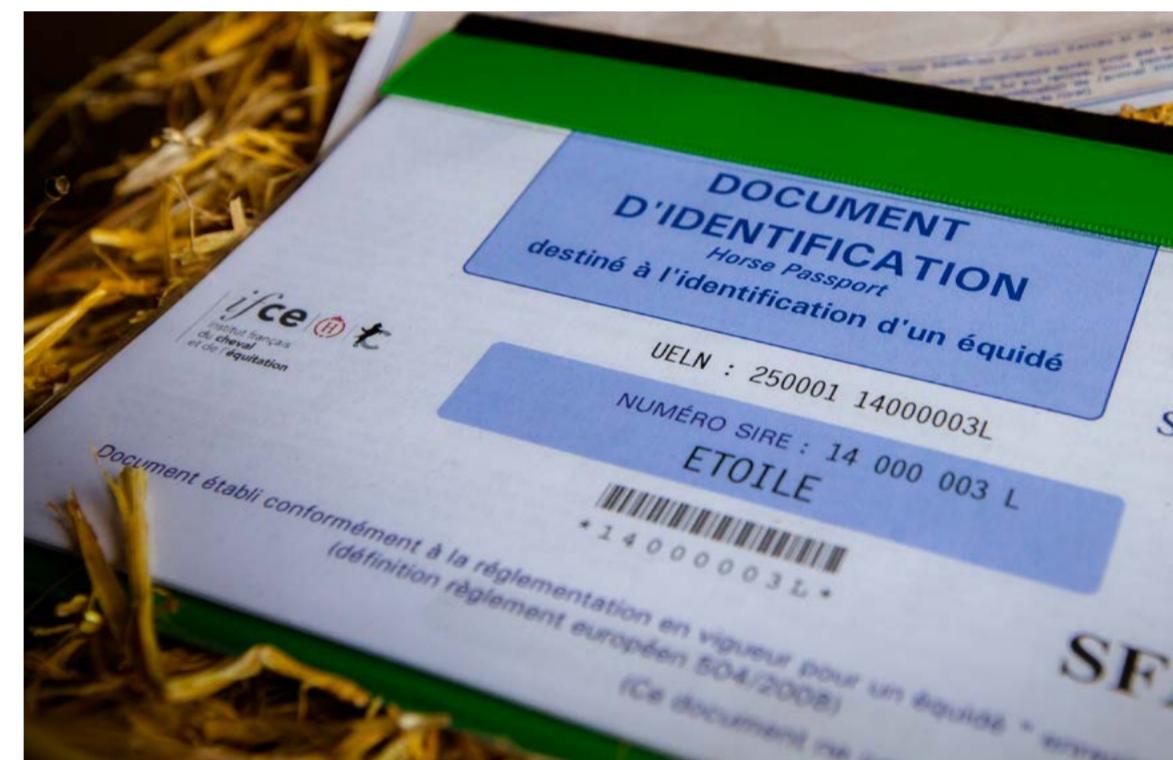 DOCUMENT
D'IDENTIFICATION
Horse Passport
destiné à l'identification d'un équidé
ifce
institut français
du cheval
et de l'équitation
UELN : 250001 14000003L
NUMÉRO SIRE : 14 000 003 L
ETOILE
*14000003L*
Document établi conformément à la réglementation en vigueur pour un équidé "
(définition règlement européen 504/2008)
(Ce document ne
SF